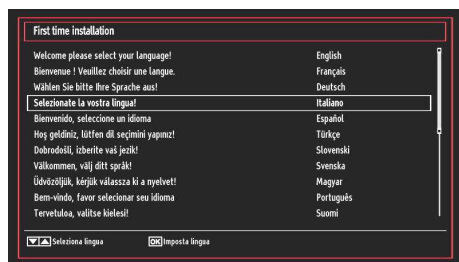 First time installation
Welcome please select your language! English
Bienvenue ! Veuillez choisir une langue. Français
Wählen Sie bitte Ihre Sprache aus! Deutsch
Selezionate la vostra lingua! Italiano
Bienvenido, seleccione un idioma Español
Hoş geldiniz, lütfen dil seçimini yapınız! Türkçe
Dobrodošli, izberite vaš jezik! Slovenski
Välkommen, välj ditt språk! Svenska
Üdvözöljük, kérjük válassza ki a nyelvet! Magyar
Bem-vindo, favor selecionar seu idioma Português
Tervetuloa, valitse kielesi! Suomi
Seleziona lingua OK Imposta lingua